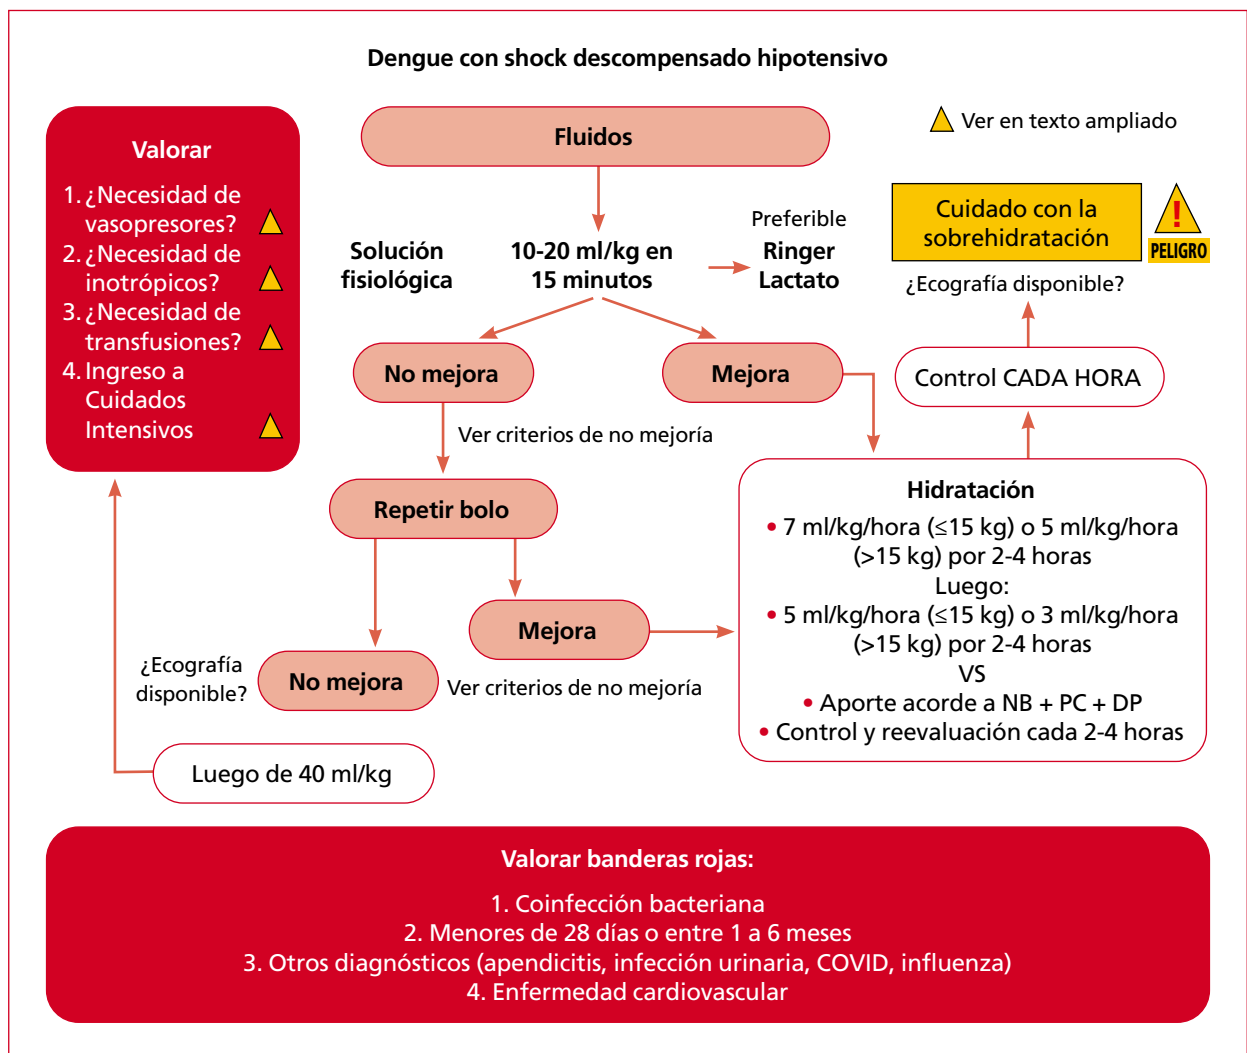 Dengue con shock descompensado hipotensivo
Valorar
1. ¿Necesidad de
vasopresores?
2. ¿Necesidad de
inotrópicos?
3. ¿Necesidad de
transfusiones?
4. Ingreso a
Cuidados
Intensivos
Fluidos
Ver en texto ampliado
Solución
fisiológica
10-20 ml/kg en
15 minutos
Preferible
Ringer
Lactato
Cuidado con la
sobrehidratación
!
PELIGRO
¿Ecografía disponible?
No mejora
Mejora
Control CADA HORA
Ver criterios de no mejoría
Repetir bolo
Hidratación
• 7 ml/kg/hora (≤15 kg) o 5 ml/kg/hora
(>15 kg) por 2-4 horas
Luego:
• 5 ml/kg/hora (≤15 kg) o 3 ml/kg/hora
(>15 kg) por 2-4 horas
VS
• Aporte acorde a NB + PC + DP
• Control y reevaluación cada 2-4 horas
Mejora
¿Ecografía
disponible?
No mejora
Ver criterios de no mejoría
Luego de 40 ml/kg
Valorar banderas rojas:
1. Coinfección bacteriana
2. Menores de 28 días o entre 1 a 6 meses
3. Otros diagnósticos (apendicitis, infección urinaria, COVID, influenza)
4. Enfermedad cardiovascular